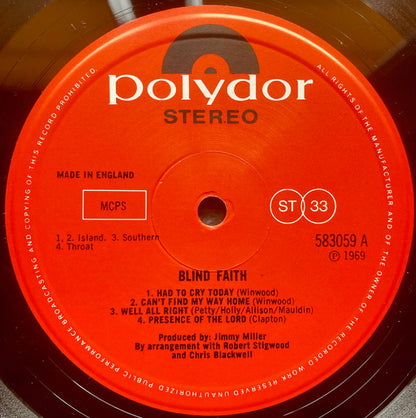 Polydor
STEREO
MADE IN ENGLAND
MCPS
ST 33
1, 2. Island. 3. Southern
4. Throat
583059 A
Ⓟ 1969
BLIND FAITH
1. HAD TO CRY TODAY (Winwood)
2. CAN'T FIND MY WAY HOME (Winwood)
3. WELL ALL RIGHT (Petty/Holly/Allison/Mauldin)
4. PRESENCE OF THE LORD (Clapton)
Produced by: Jimmy Miller
By arrangement with Robert Stigwood
and Chris Blackwell
ALL RIGHTS OF THE MANUFACTURER AND OF THE OWNER OF THE RECORDED WORK RESERVED UNAUTHORIZED PUBLIC PERFORMANCE BROADCASTING AND COPYING OF THIS RECORD PROHIBITED.